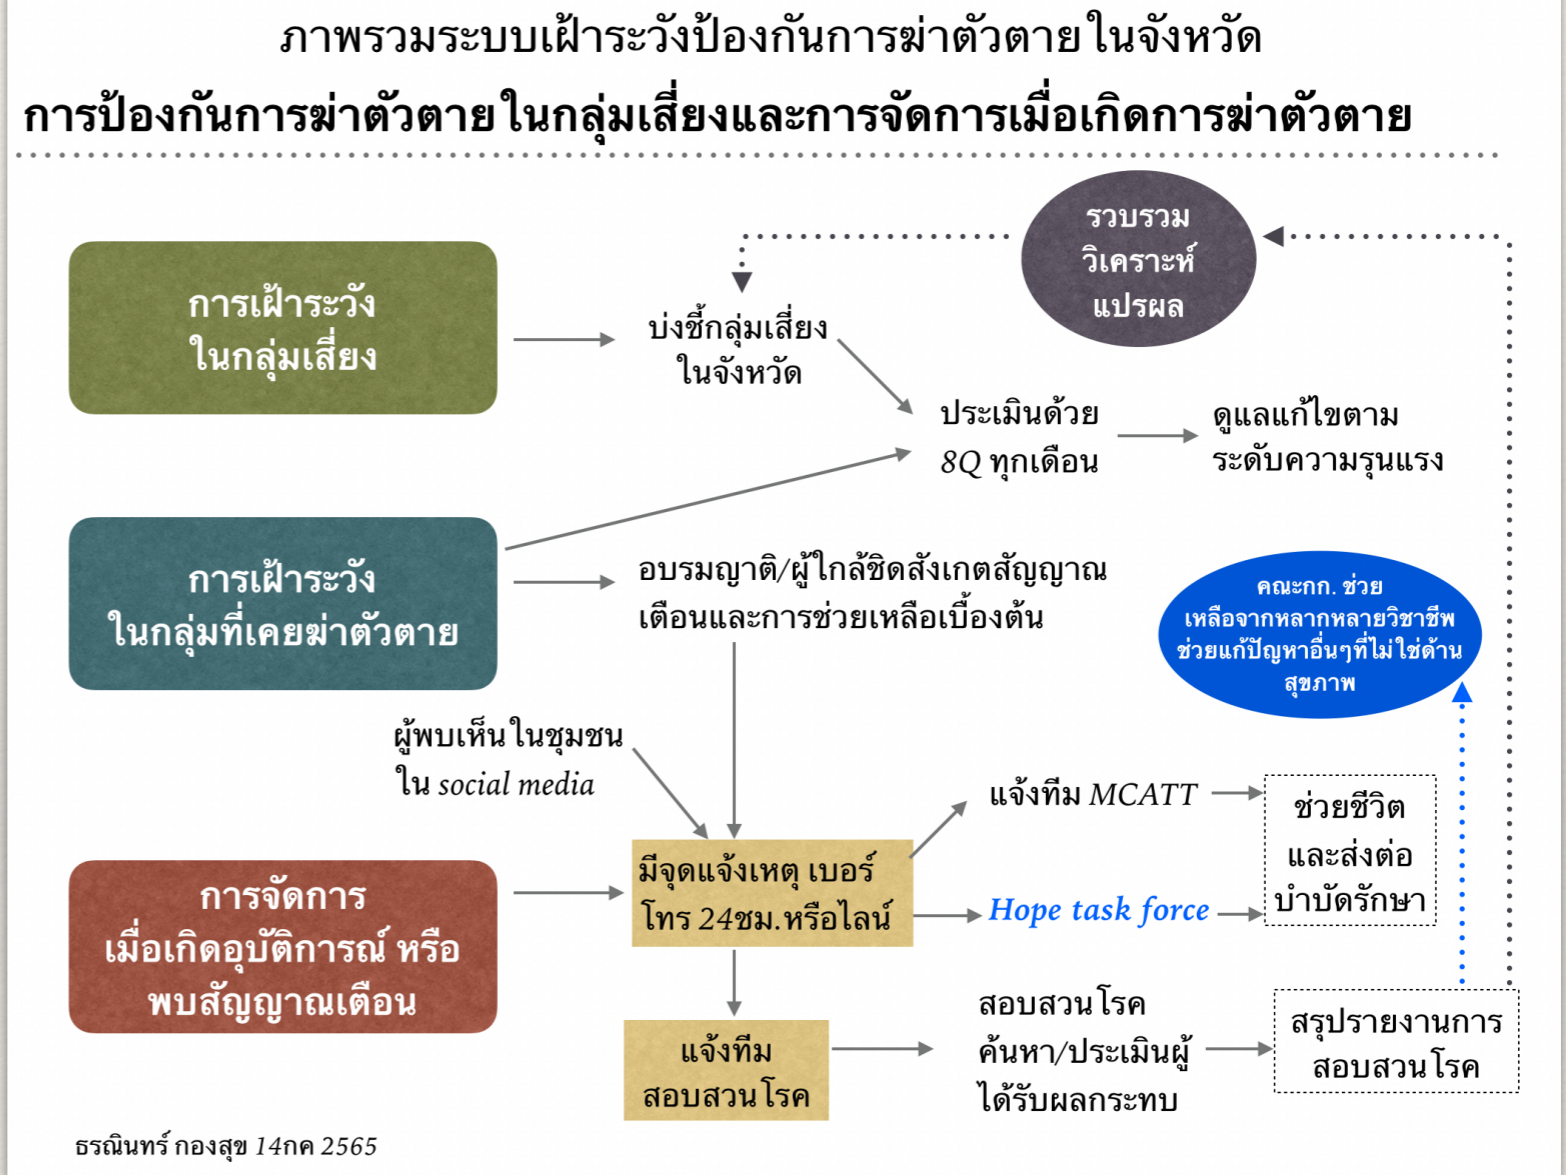 ภาพรวมระบบเฝ้าระวังป้องกันการฆ่าตัวตายในจังหวัด
การป้องกันการฆ่าตัวตายในกลุ่มเสี่ยงและการจัดการเมื่อเกิดการฆ่าตัวตาย
รวบรวม
วิเคราะห์
แปรผล
การเฝ้าระวัง
ในกลุ่มเสี่ยง
บ่งชี้กลุ่มเสี่ยง
ในจังหวัด
ประเมินด้วย
8Q ทุกเดือน
ดูแลแก้ไขตาม
ระดับความรุนแรง
การเฝ้าระวัง
ในกลุ่มที่เคยฆ่าตัวตาย
อบรมญาติ/ผู้ใกล้ชิดสังเกตสัญญาณ
เตือนและการช่วยเหลือเบื้องต้น
คณะกก. ช่วย
เหลือจากหลากหลายวิชาชีพ
ช่วยแก้ปัญหาอื่นๆที่ไม่ใช่ด้าน
สุขภาพ
ผู้พบเห็นในชุมชน
ใน social media
แจ้งทีม MCATT
ช่วยชีวิต
และส่งต่อ
บำบัดรักษา
การจัดการ
เมื่อเกิดอุบัติการณ์ หรือ
พบสัญญาณเตือน
มีจุดแจ้งเหตุ เบอร์
โทร 24ชม.หรือไลน์
Hope task force
แจ้งทีม
สอบสวนโรค
สอบสวนโรค
ค้นหา/ประเมินผู้
ได้รับผลกระทบ
สรุปรายงานการ
สอบสวนโรค
ธรณินทร์ กองสุข 14กค 2565